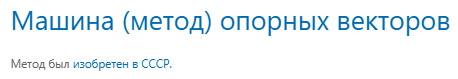 Машина (метод) опорных векторов
Метод был изобретен в СССР.